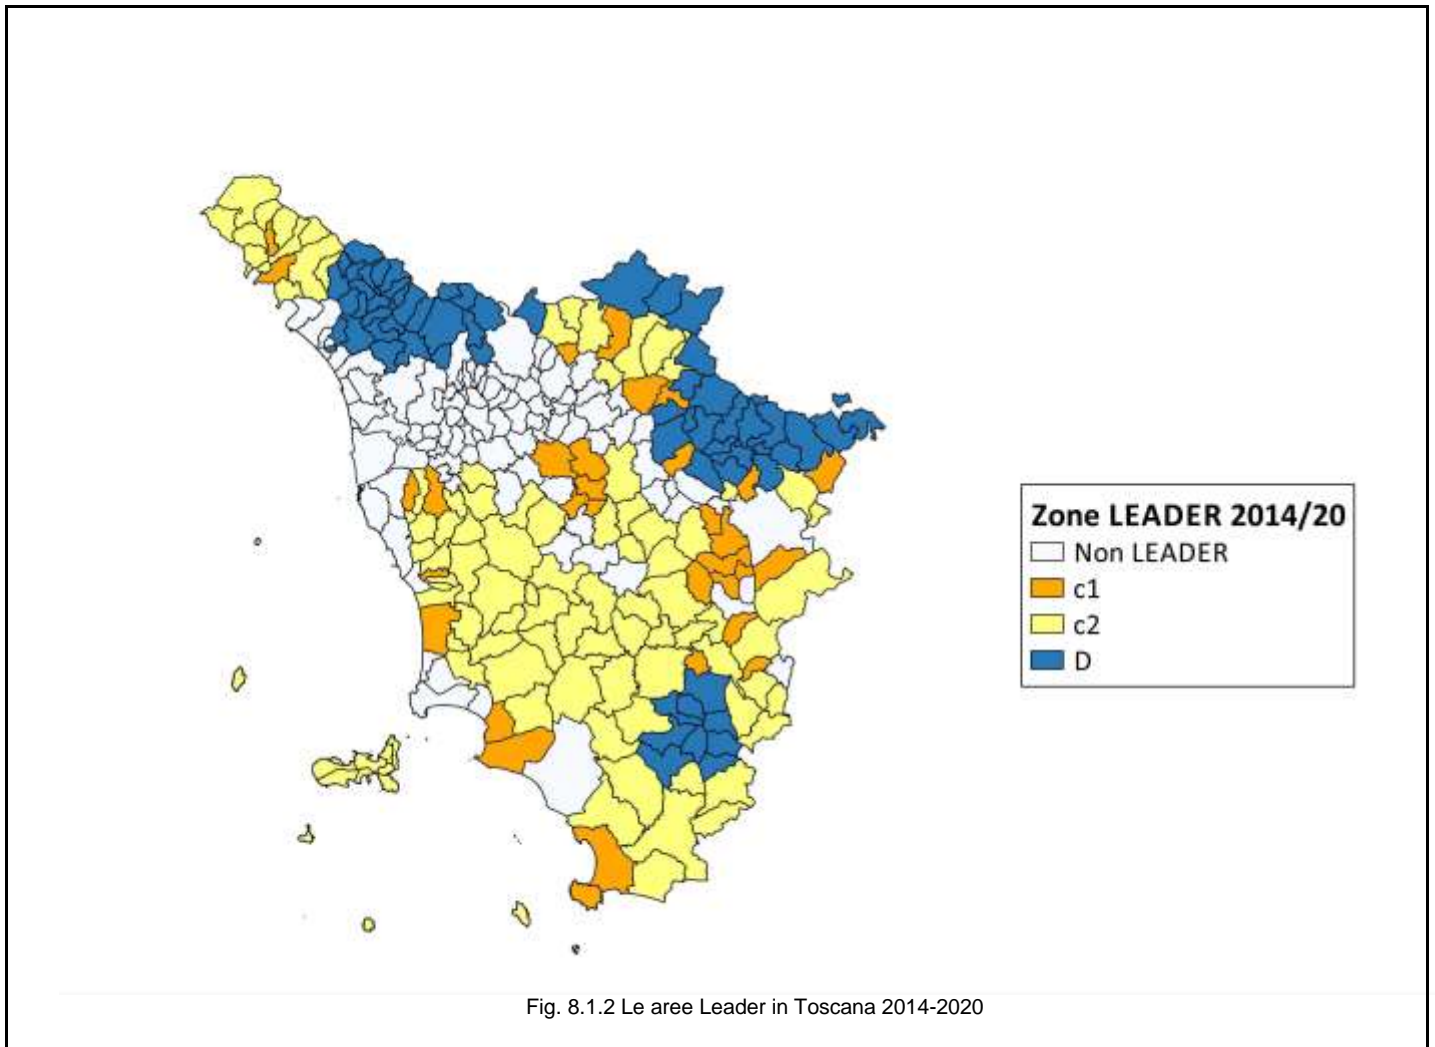 Zone LEADER 2014/20
Non LEADER
c1
c2
D
Fig. 8.1.2 Le aree Leader in Toscana 2014-2020